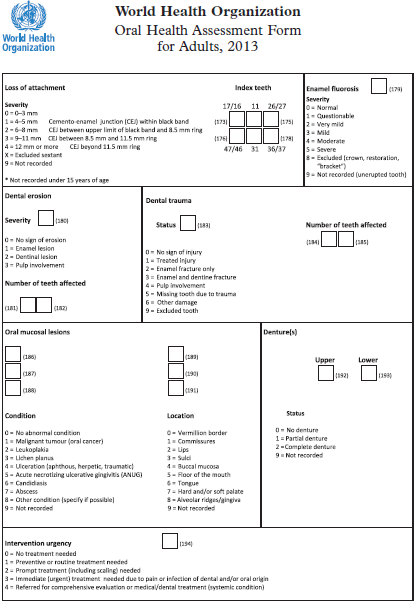 World Health
Organization
World Health Organization
Oral Health Assessment Form
for Adults, 2013
Loss of attachment
Index teeth
Severity
17/16 11 26/27
0 = 0–3 mm
1 = 4–5 mm Cemento-enamel junction (CEJ) within black band
(173) (175)
2 = 6–8 mm CEJ between upper limit of black band and 8.5 mm ring
3 = 9–11 mm CEJ between 8.5 mm and 11.5 mm ring
(176) (178)
4 = 12 mm or more CEJ beyond 11.5 mm ring
X = Excluded sextant
47/46 31 36/37
9 = Not recorded
* Not recorded under 15 years of age
Enamel fluorosis (179)
Severity
0 = Normal
1 = Questionable
2 = Very mild
3 = Mild
4 = Moderate
5 = Severe
8 = Excluded (crown, restoration,
"bracket")
9 = Not recorded (unerupted tooth)
Dental erosion
Severity (180)
0 = No sign of erosion
1 = Enamel lesion
2 = Dentinal lesion
3 = Pulp involvement
Number of teeth affected
(181) (182)
Dental trauma
Status (183)
Number of teeth affected
(184) (185)
0 = No sign of injury
1 = Treated injury
2 = Enamel fracture only
3 = Enamel and dentine fracture
4 = Pulp involvement
5 = Missing tooth due to trauma
6 = Other damage
9 = Excluded tooth
Oral mucosal lesions
(186) (189)
(187) (190)
(188) (191)
Condition
0 = No abnormal condition
1 = Malignant tumour (oral cancer)
2 = Leukoplakia
3 = Lichen planus
4 = Ulceration (aphthous, herpetic, traumatic)
5 = Acute necrotizing ulcerative gingivitis (ANUG)
6 = Candidiasis
7 = Abscess
8 = Other condition (specify if possible)
9 = Not recorded
Location
0 = Vermillion border
1 = Commissures
2 = Lips
3 = Sulci
4 = Buccal mucosa
5 = Floor of the mouth
6 = Tongue
7 = Hard and/or soft palate
8 = Alveolar ridges/gingiva
9 = Not recorded
Denture(s)
Upper Lower
(192) (193)
Status
0 = No denture
1 = Partial denture
2 = Complete denture
9 = Not recorded
Intervention urgency (194)
0 = No treatment needed
1 = Preventive or routine treatment needed
2 = Prompt treatment (including scaling) needed
3 = Immediate (urgent) treatment needed due to pain or infection of dental and/or oral origin
4 = Referred for comprehensive evaluation or medical/dental treatment (systemic condition)